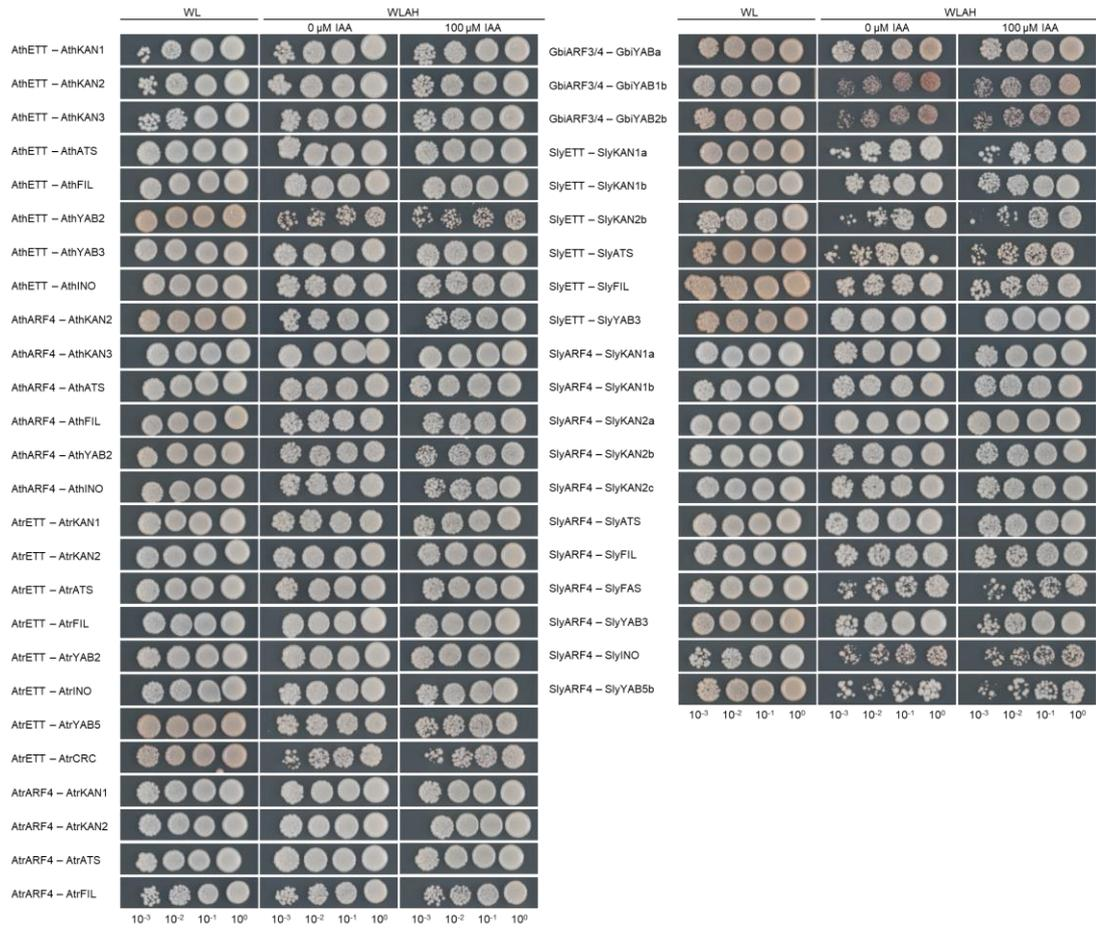 WL WLAH
0 µM IAA 100 µM IAA
AthETT – AthKAN1
AthETT – AthKAN2
AthETT – AthKAN3
AthETT – AthATS
AthETT – AthFIL
AthETT – AthYAB2
AthETT – AthYAB3
AthETT – AthINO
AthARF4 – AthKAN2
AthARF4 – AthKAN3
AthARF4 – AthATS
AthARF4 – AthFIL
AthARF4 – AthYAB2
AthARF4 – AthINO
AtrETT – AtrKAN1
AtrETT – AtrKAN2
AtrETT – AtrATS
AtrETT – AtrFIL
AtrETT – AtrYAB2
AtrETT – AtrINO
AtrETT – AtrYAB5
AtrETT – AtrCRC
AtrARF4 – AtrKAN1
AtrARF4 – AtrKAN2
AtrARF4 – AtrATS
AtrARF4 – AtrFIL
10⁻³ 10⁻² 10⁻¹ 10⁰ 10⁻³ 10⁻² 10⁻¹ 10⁰ 10⁻³ 10⁻² 10⁻¹ 10⁰
WL WLAH
0 µM IAA 100 µM IAA
GbiARF3/4 – GbiYABa
GbiARF3/4 – GbiYAB1b
GbiARF3/4 – GbiYAB2b
SlyETT – SlyKAN1a
SlyETT – SlyKAN1b
SlyETT – SlyKAN2b
SlyETT – SlyATS
SlyETT – SlyFIL
SlyETT – SlyYAB3
SlyARF4 – SlyKAN1a
SlyARF4 – SlyKAN1b
SlyARF4 – SlyKAN2a
SlyARF4 – SlyKAN2b
SlyARF4 – SlyKAN2c
SlyARF4 – SlyATS
SlyARF4 – SlyFIL
SlyARF4 – SlyFAS
SlyARF4 – SlyYAB3
SlyARF4 – SlyINO
SlyARF4 – SlyYAB5b
10⁻³ 10⁻² 10⁻¹ 10⁰ 10⁻³ 10⁻² 10⁻¹ 10⁰ 10⁻³ 10⁻² 10⁻¹ 10⁰